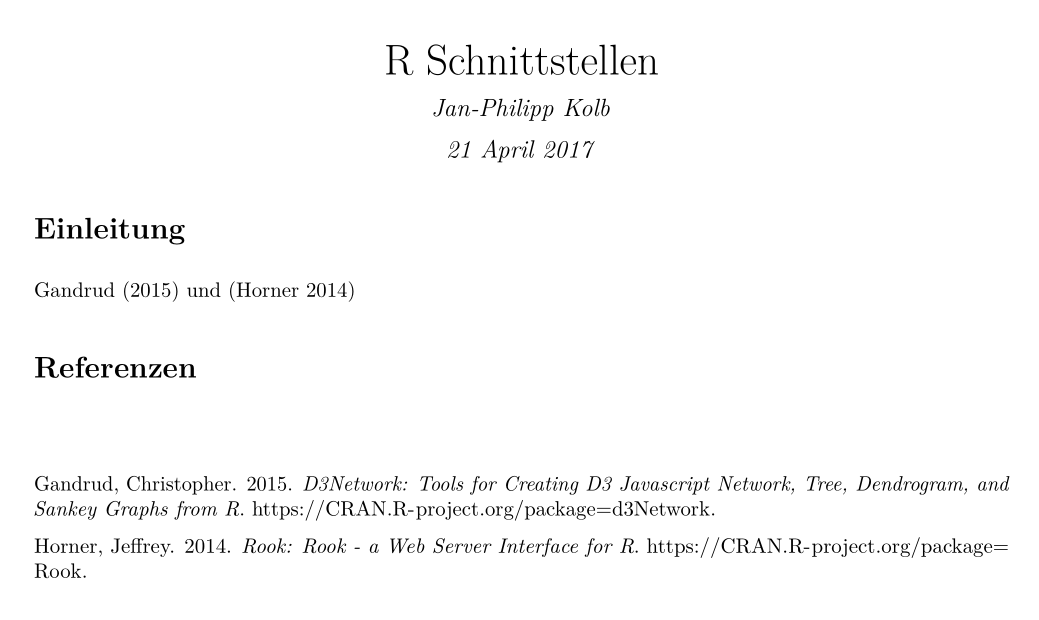 R Schnittstellen
Jan-Philipp Kolb
21 April 2017
Einleitung
Gandrud (2015) und (Horner 2014)
Referenzen
Gandrud, Christopher. 2015. D3Network: Tools for Creating D3 Javascript Network, Tree, Dendrogram, and
Sankey Graphs from R. https://CRAN.R-project.org/package=d3Network.
Horner, Jeffrey. 2014. Rook: Rook - a Web Server Interface for R. https://CRAN.R-project.org/package=
Rook.